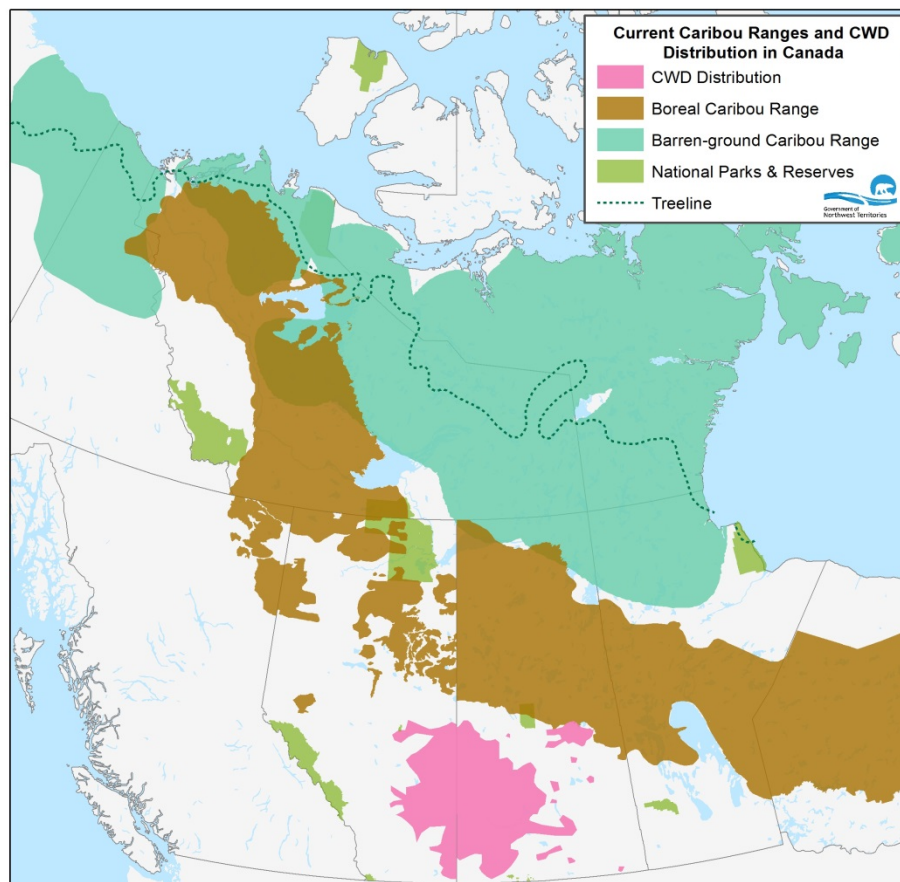 Current Caribou Ranges and CWD
Distribution in Canada
CWD Distribution
Boreal Caribou Range
Barren-ground Caribou Range
National Parks & Reserves
Treeline
Government of
Northwest Territories